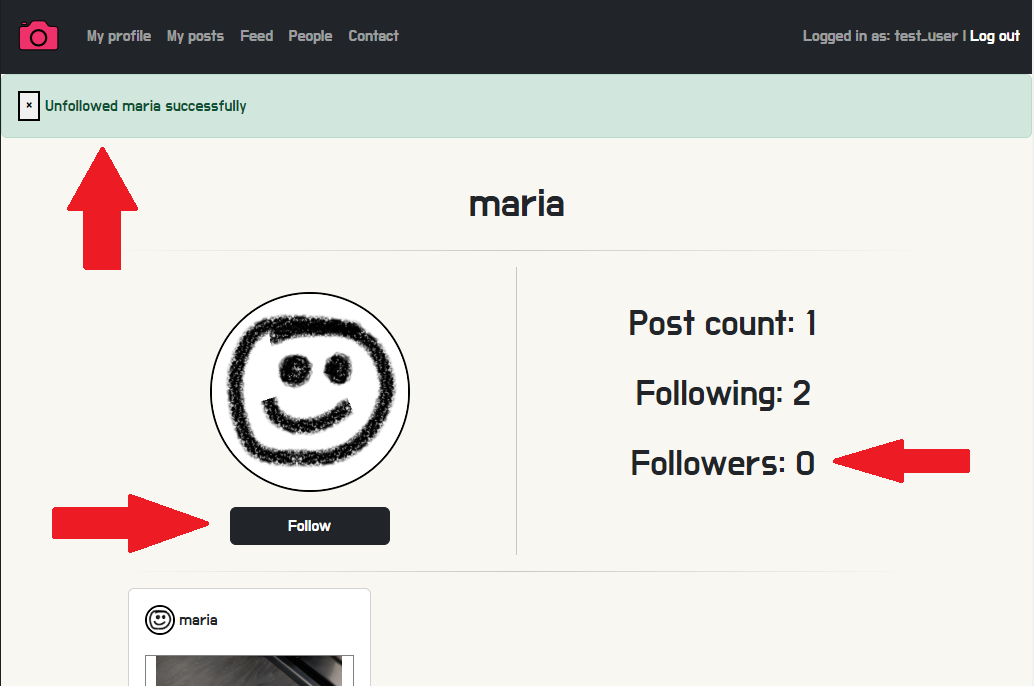 My profile My posts Feed People Contact Logged in as: test_user | Log out
× Unfollowed maria successfully
maria
Post count: 1
Following: 2
Followers: 0
Follow
maria